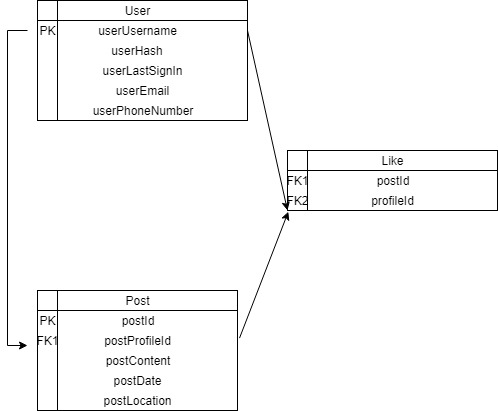 User
PK userUsername
userHash
userLastSignIn
userEmail
userPhoneNumber
Like
FK1 postId
FK2 profileId
Post
PK postId
FK1 postProfileId
postContent
postDate
postLocation